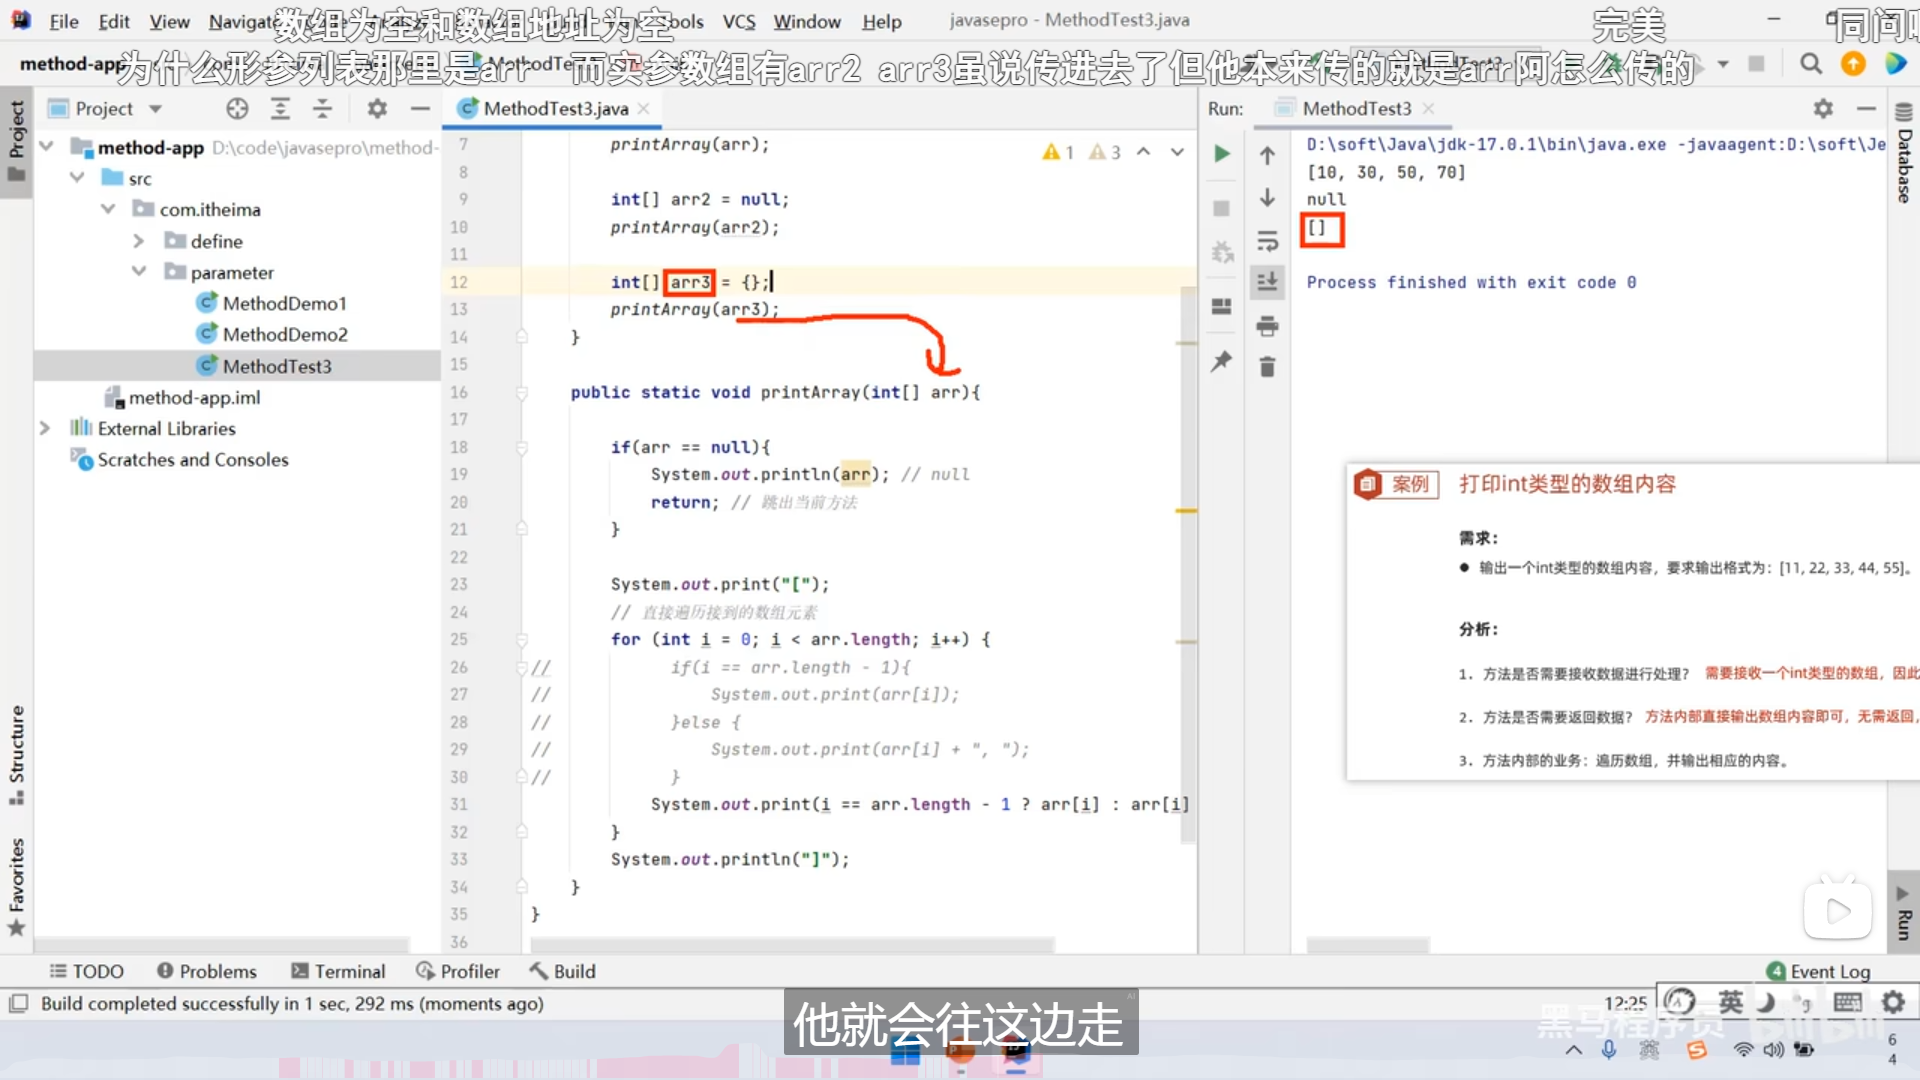 File Edit View Navigate Tools VCS Window Help javasepro - MethodTest3.java
数组为空和数组地址为空
完美
同问
method-app
为什么形参列表那里是arr 而实参数组有arr2 arr3虽说传进去了但他本来传的就是arr阿怎么传的
Project
MethodTest3.java
Run: MethodTest3
method-app D:\code\javasepro\method-
src
com.itheima
define
parameter
MethodDemo1
MethodDemo2
MethodTest3
method-app.iml
External Libraries
Scratches and Consoles
Project
Structure
Favorites
1 3
7 printArray(arr);
8
9 int[] arr2 = null;
10 printArray(arr2);
11
12 int[] arr3 = {};
13 printArray(arr3);
14 }
15
16 public static void printArray(int[] arr){
17
18 if(arr == null){
19 System.out.println(arr); // null
20 return; // 跳出当前方法
21 }
22
23 System.out.print("[");
24 // 直接遍历接到的数组元素
25 for (int i = 0; i < arr.length; i++) {
26 // if(i == arr.length - 1){
27 // System.out.print(arr[i]);
28 // }else {
29 // System.out.print(arr[i] + ", ");
30 // }
31 System.out.print(i == arr.length - 1 ? arr[i] : arr[i]
32 }
33 System.out.println("]");
34 }
35 }
36
D:\soft\Java\jdk-17.0.1\bin\java.exe -javaagent:D:\soft\Je
[10, 30, 50, 70]
null
[]
Process finished with exit code 0
Database
Run
案例 打印int类型的数组内容
需求：
● 输出一个int类型的数组内容，要求输出格式为：[11, 22, 33, 44, 55]。
分析：
1. 方法是否需要接收数据进行处理？ 需要接收一个int类型的数组，因此
2. 方法是否需要返回数据？ 方法内部直接输出数组内容即可，无需返回，
3. 方法内部的业务：遍历数组，并输出相应的内容。
TODO Problems Terminal Profiler Build
4 Event Log
Build completed successfully in 1 sec, 292 ms (moments ago)
12:25
英
他就会往这边走
黑马程序员
bilibili
6
4